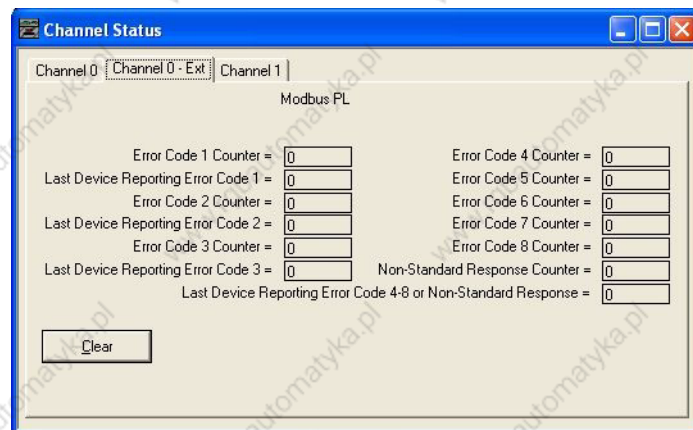 Channel Status
Channel 0 Channel 0 - Ext Channel 1
Modbus PL
Error Code 1 Counter = 0
Last Device Reporting Error Code 1 = 0
Error Code 2 Counter = 0
Last Device Reporting Error Code 2 = 0
Error Code 3 Counter = 0
Last Device Reporting Error Code 3 = 0
Error Code 4 Counter = 0
Error Code 5 Counter = 0
Error Code 6 Counter = 0
Error Code 7 Counter = 0
Error Code 8 Counter = 0
Non-Standard Response Counter = 0
Last Device Reporting Error Code 4-8 or Non-Standard Response = 0
Clear